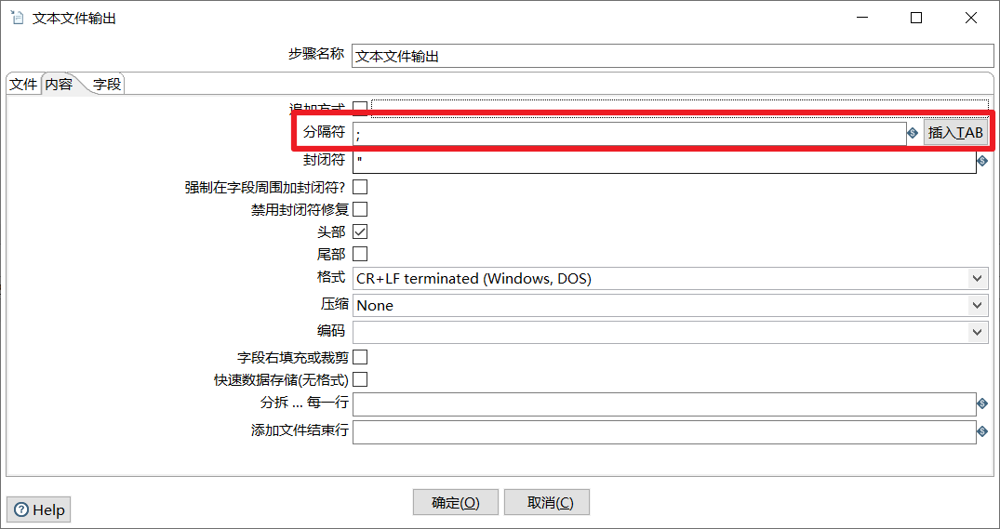 文本文件输出
步骤名称 文本文件输出
文件 内容 字段
追加方式
分隔符 ; 插入TAB
封闭符 "
强制在字段周围加封闭符?
禁用封闭符修复
头部
尾部
格式 CR+LF terminated (Windows, DOS)
压缩 None
编码
字段右填充或裁剪
快速数据存储(无格式)
分拆 ... 每一行
添加文件结束行
Help 确定(O) 取消(C)